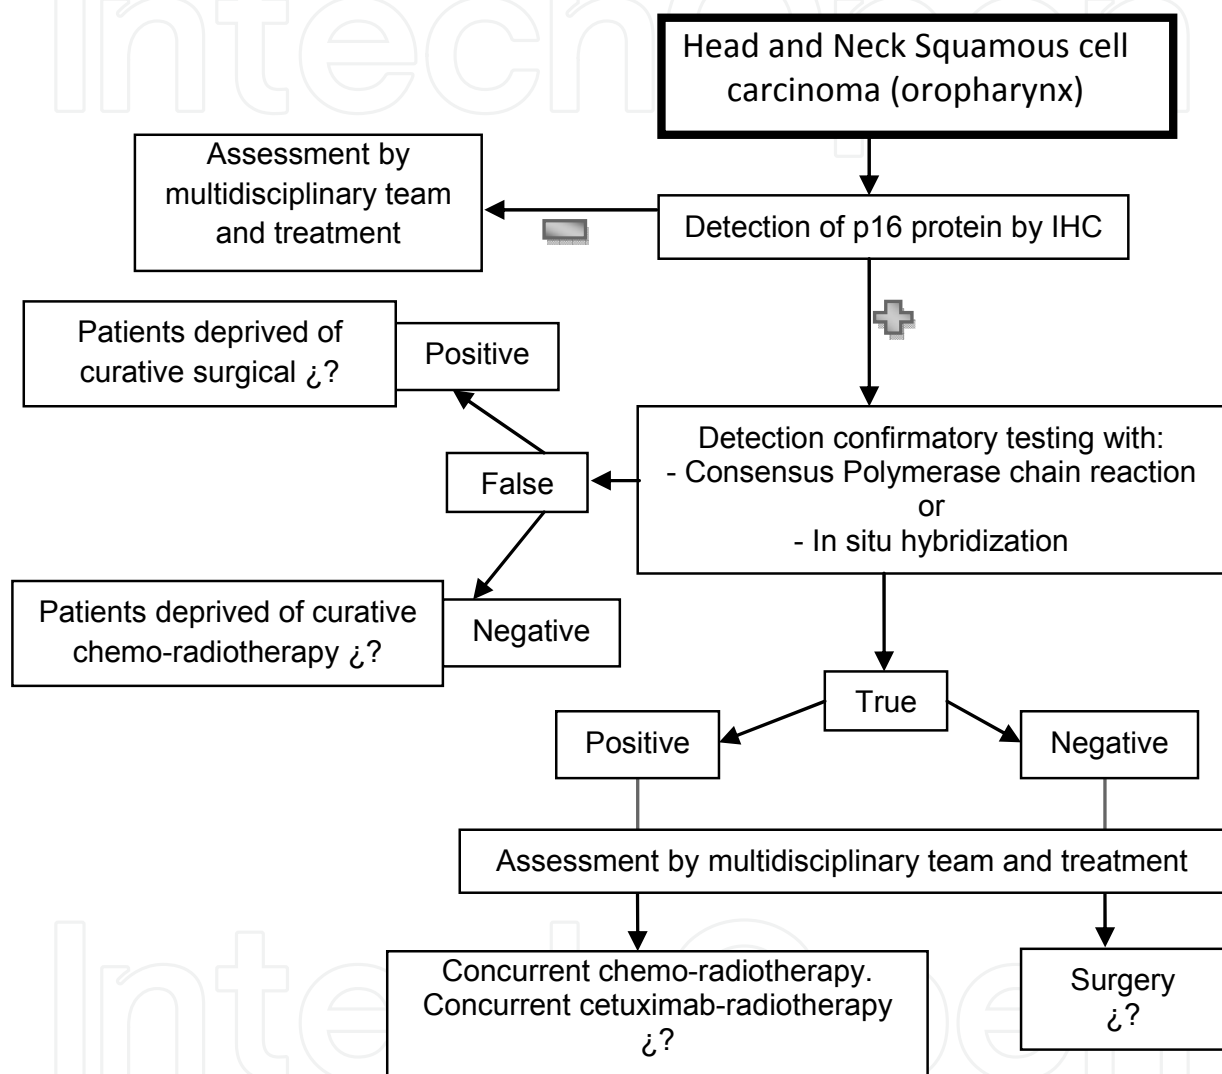 IntechOpen
Head and Neck Squamous cell
carcinoma (oropharynx)
Assessment by
multidisciplinary team
and treatment
Detection of p16 protein by IHC
Patients deprived of
curative surgical ¿?
Positive
Detection confirmatory testing with:
- Consensus Polymerase chain reaction
or
- In situ hybridization
False
Patients deprived of curative
chemo-radiotherapy ¿?
Negative
True
Positive
Negative
Assessment by multidisciplinary team and treatment
Concurrent chemo-radiotherapy.
Concurrent cetuximab-radiotherapy
¿?
Surgery
¿?
IntechOpen